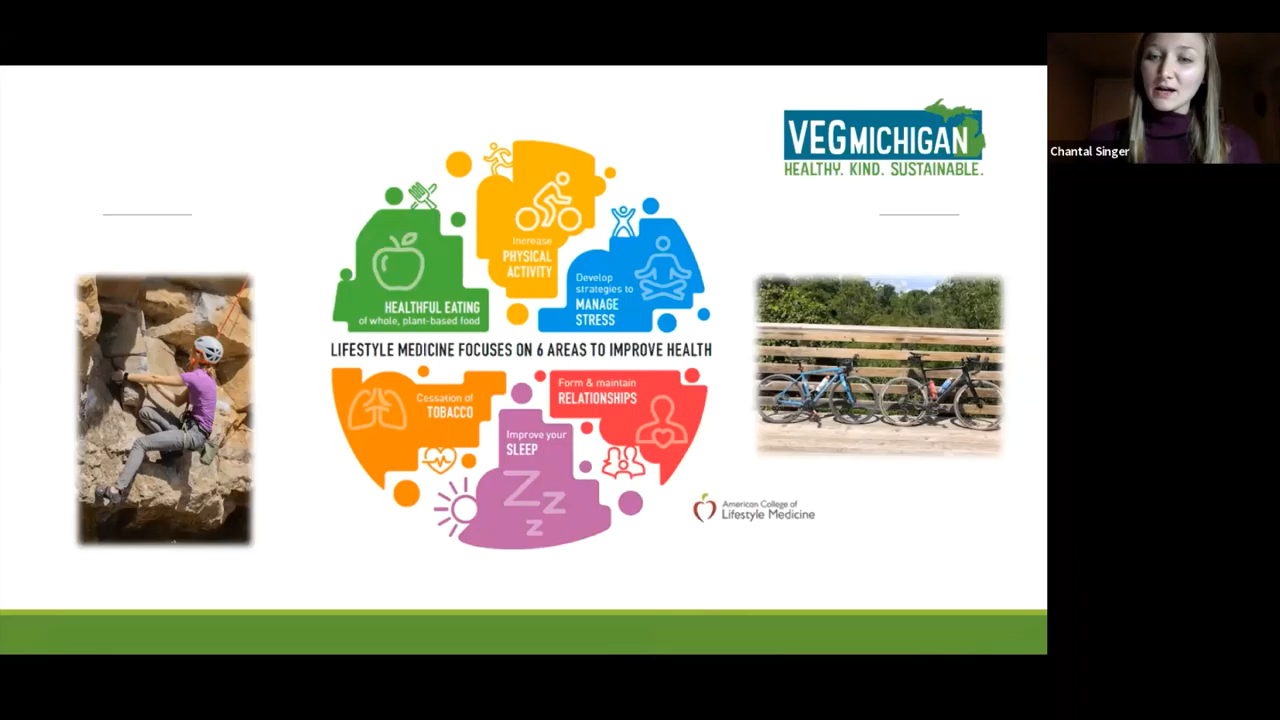 VEGMICHIGAN
HEALTHY. KIND. SUSTAINABLE.
Chantal Singer
Increase
PHYSICAL
ACTIVITY
Develop
strategies to
MANAGE
STRESS
HEALTHFUL EATING
of whole, plant-based food
LIFESTYLE MEDICINE FOCUSES ON 6 AREAS TO IMPROVE HEALTH
Cessation of
TOBACCO
Form & maintain
RELATIONSHIPS
Improve your
SLEEP
Z Z Z
American College of
Lifestyle Medicine